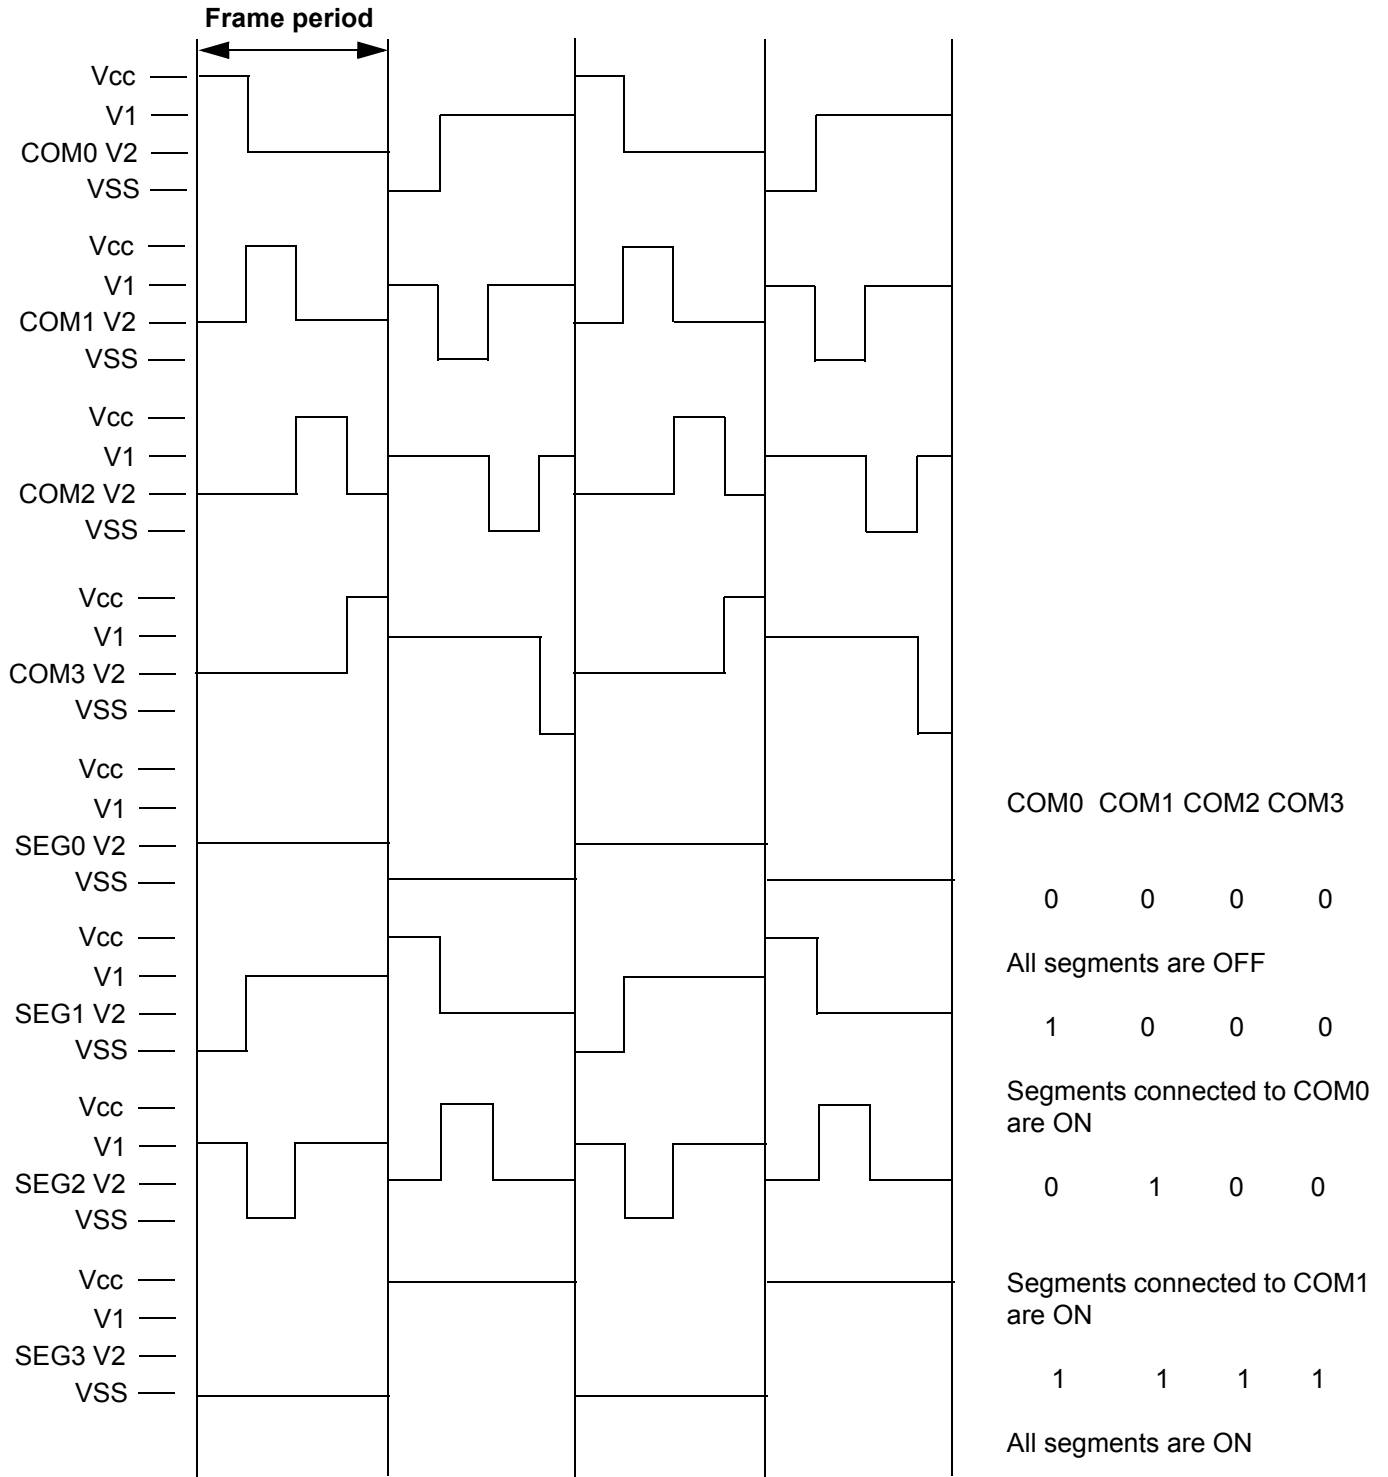 Frame period
Vcc
V1
COM0 V2
VSS
Vcc
V1
COM1 V2
VSS
Vcc
V1
COM2 V2
VSS
Vcc
V1
COM3 V2
VSS
Vcc
V1
SEG0 V2
VSS
Vcc
V1
SEG1 V2
VSS
Vcc
V1
SEG2 V2
VSS
Vcc
V1
SEG3 V2
VSS
COM0 COM1 COM2 COM3
0 0 0 0
All segments are OFF
1 0 0 0
Segments connected to COM0
are ON
0 1 0 0
Segments connected to COM1
are ON
1 1 1 1
All segments are ON